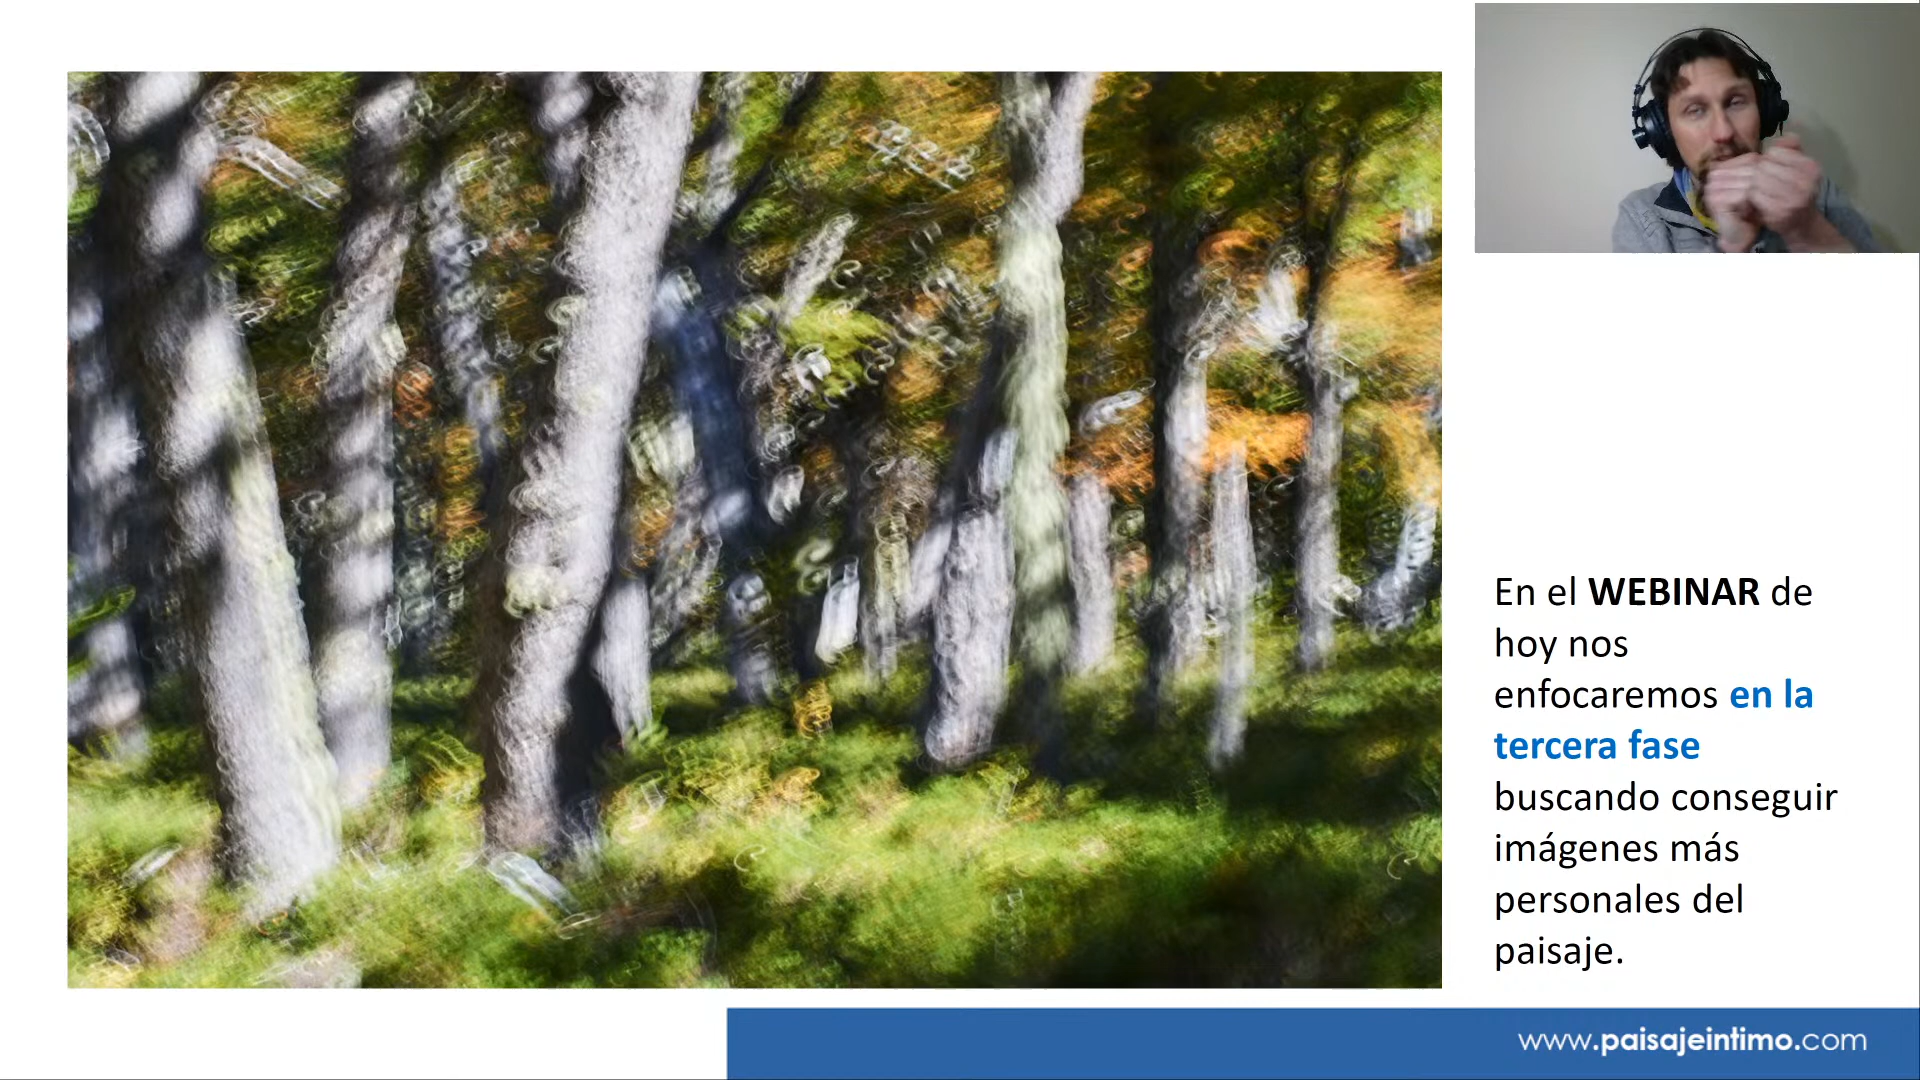 En el WEBINAR de
hoy nos
enfocaremos en la
tercera fase
buscando conseguir
imágenes más
personales del
paisaje.
www.paisajeintimo.com